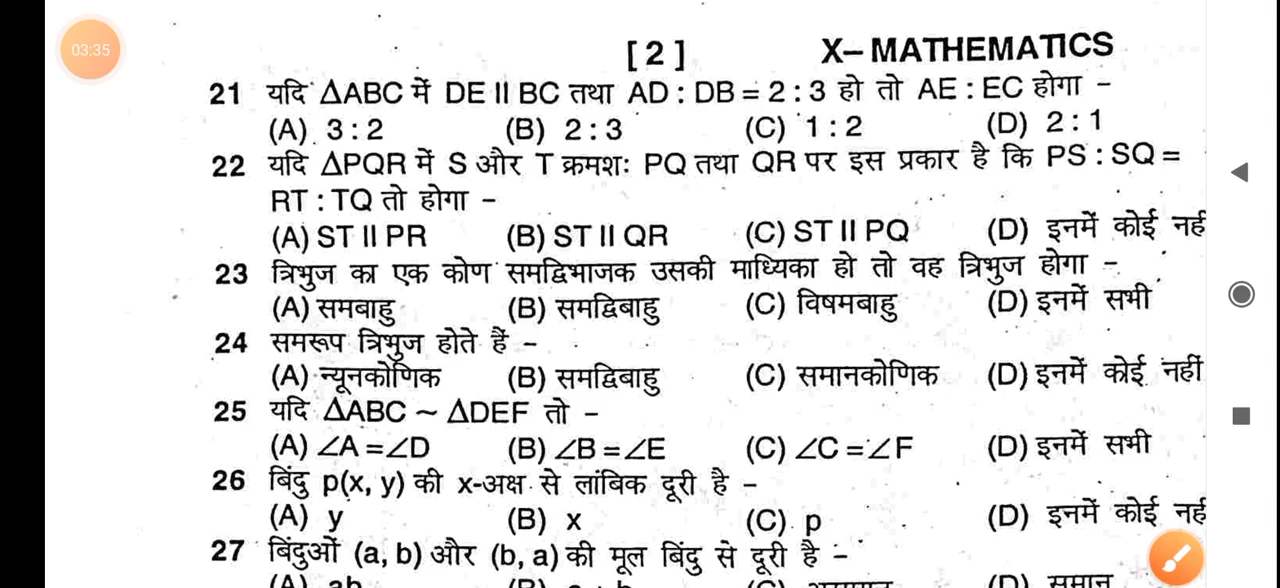 03:35
[2] X– MATHEMATICS
21 यदि ΔABC में DE II BC तथा AD : DB = 2 : 3 हो तो AE : EC होगा –
(A) 3 : 2 (B) 2 : 3 (C) 1 : 2 (D) 2 : 1
22 यदि ΔPQR में S और T क्रमशः PQ तथा QR पर इस प्रकार है कि PS : SQ =
RT : TQ तो होगा –
(A) ST II PR (B) ST II QR (C) ST II PQ (D) इनमें कोई नहीं
23 त्रिभुज का एक कोण समद्विभाजक उसकी माध्यिका हो तो वह त्रिभुज होगा –
(A) समबाहु (B) समद्विबाहु (C) विषमबाहु (D) इनमें सभी
24 समरूप त्रिभुज होते हैं –
(A) न्यूनकोणिक (B) समद्विबाहु (C) समानकोणिक (D) इनमें कोई नहीं
25 यदि ΔABC ~ ΔDEF तो –
(A) ∠A = ∠D (B) ∠B = ∠E (C) ∠C = ∠F (D) इनमें सभी
26 बिंदु p(x, y) की x-अक्ष से लांबिक दूरी है –
(A) y (B) x (C) p (D) इनमें कोई नहीं
27 बिंदुओं (a, b) और (b, a) की मूल बिंदु से दूरी है –
(A) ab (B) a + b (C) असमान (D) समान